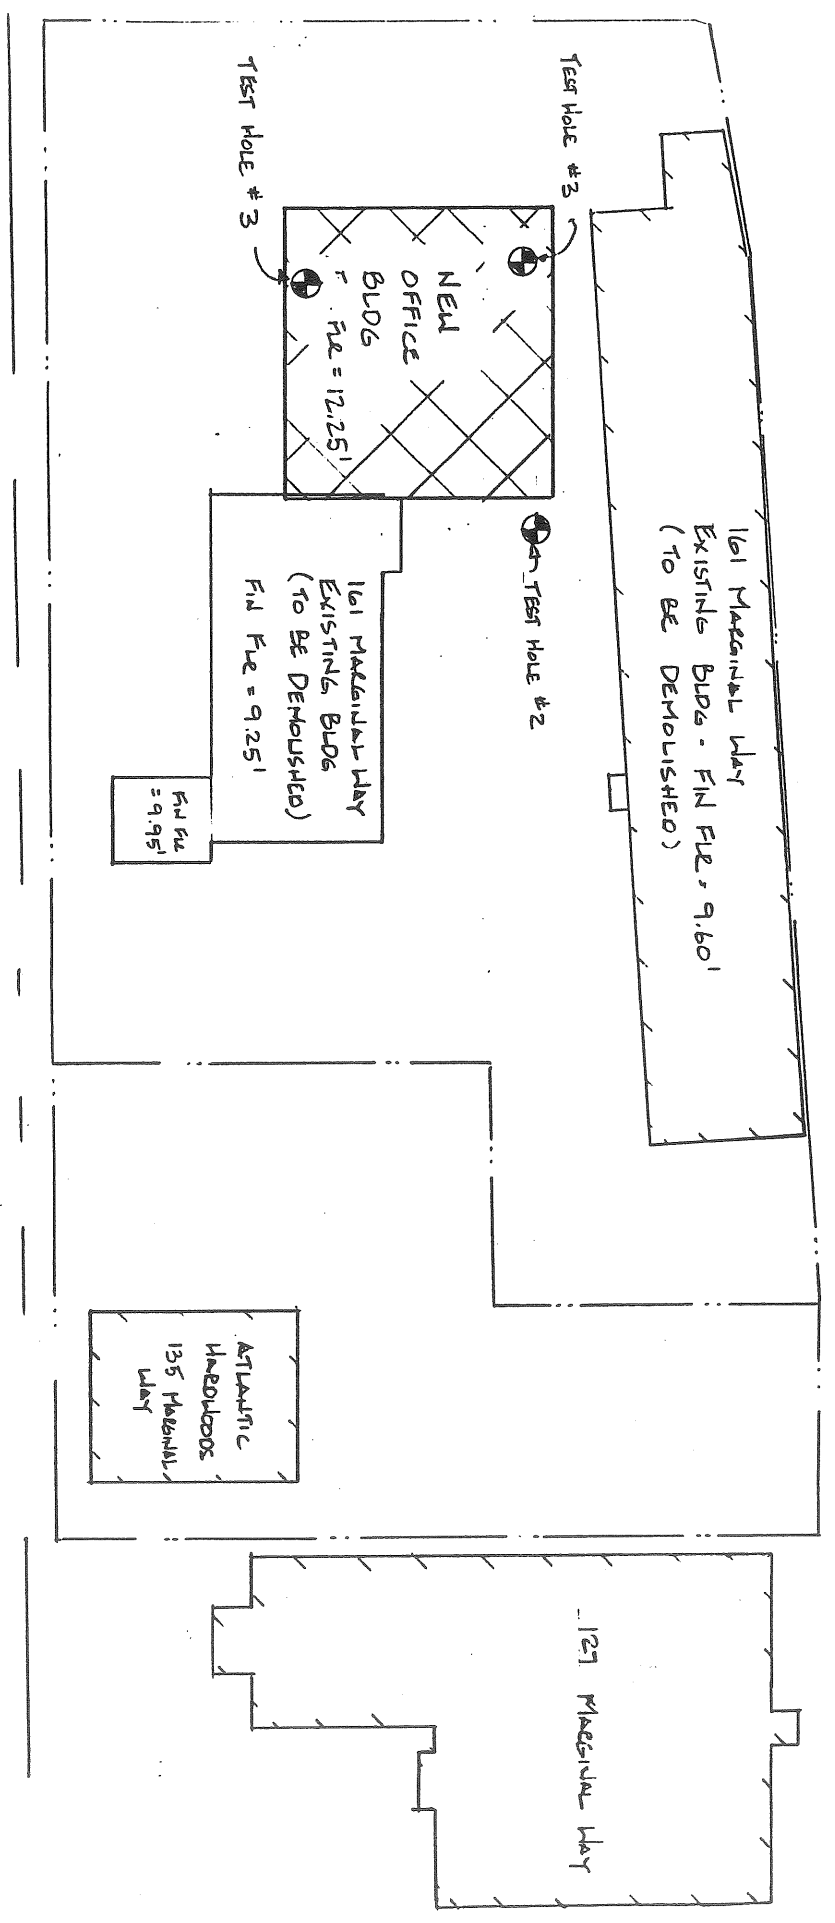 TEST HOLE #3
TEST HOLE #3
NEW
OFFICE
BLDG
FLR = 12.25'
TEST HOLE #2
161 MARGINAL WAY
EXISTING BLDG - FIN FLR = 9.60'
(TO BE DEMOLISHED)
161 MARGINAL WAY
EXISTING BLDG
(TO BE DEMOLISHED)
FIN FLR = 9.25'
FIN FLR
= 9.95'
ATLANTIC
HARDWOODS
135 MARGINAL
WAY
129 MARGINAL WAY